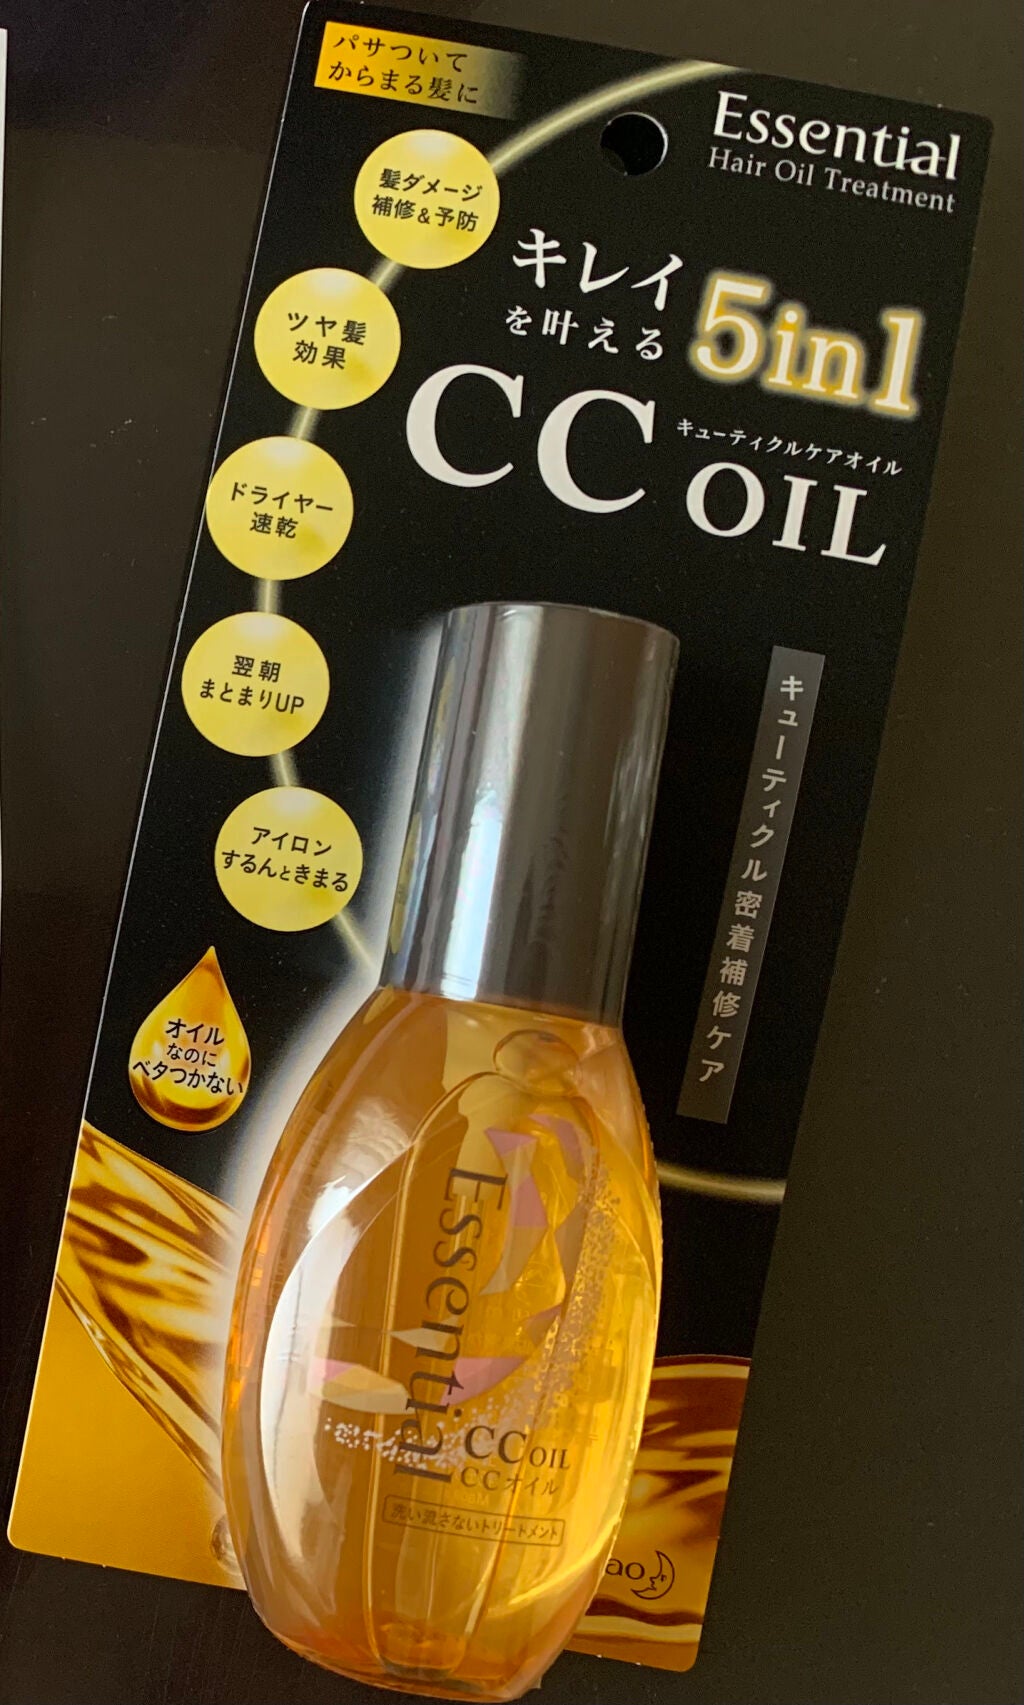 パサついて
からまる髪に
Essential
Hair Oil Treatment
髪ダメージ
補修&予防
キレイ
を叶える
5in1
CC OIL
キューティクルケアオイル
ツヤ髪
効果
ドライヤー
速乾
翌朝
まとまりUP
アイロン
するんときまる
オイル
なのに
ベタつかない
キューティクル密着補修ケア
Essential
CC OIL
CCオイル
洗い流さないトリートメント
ao